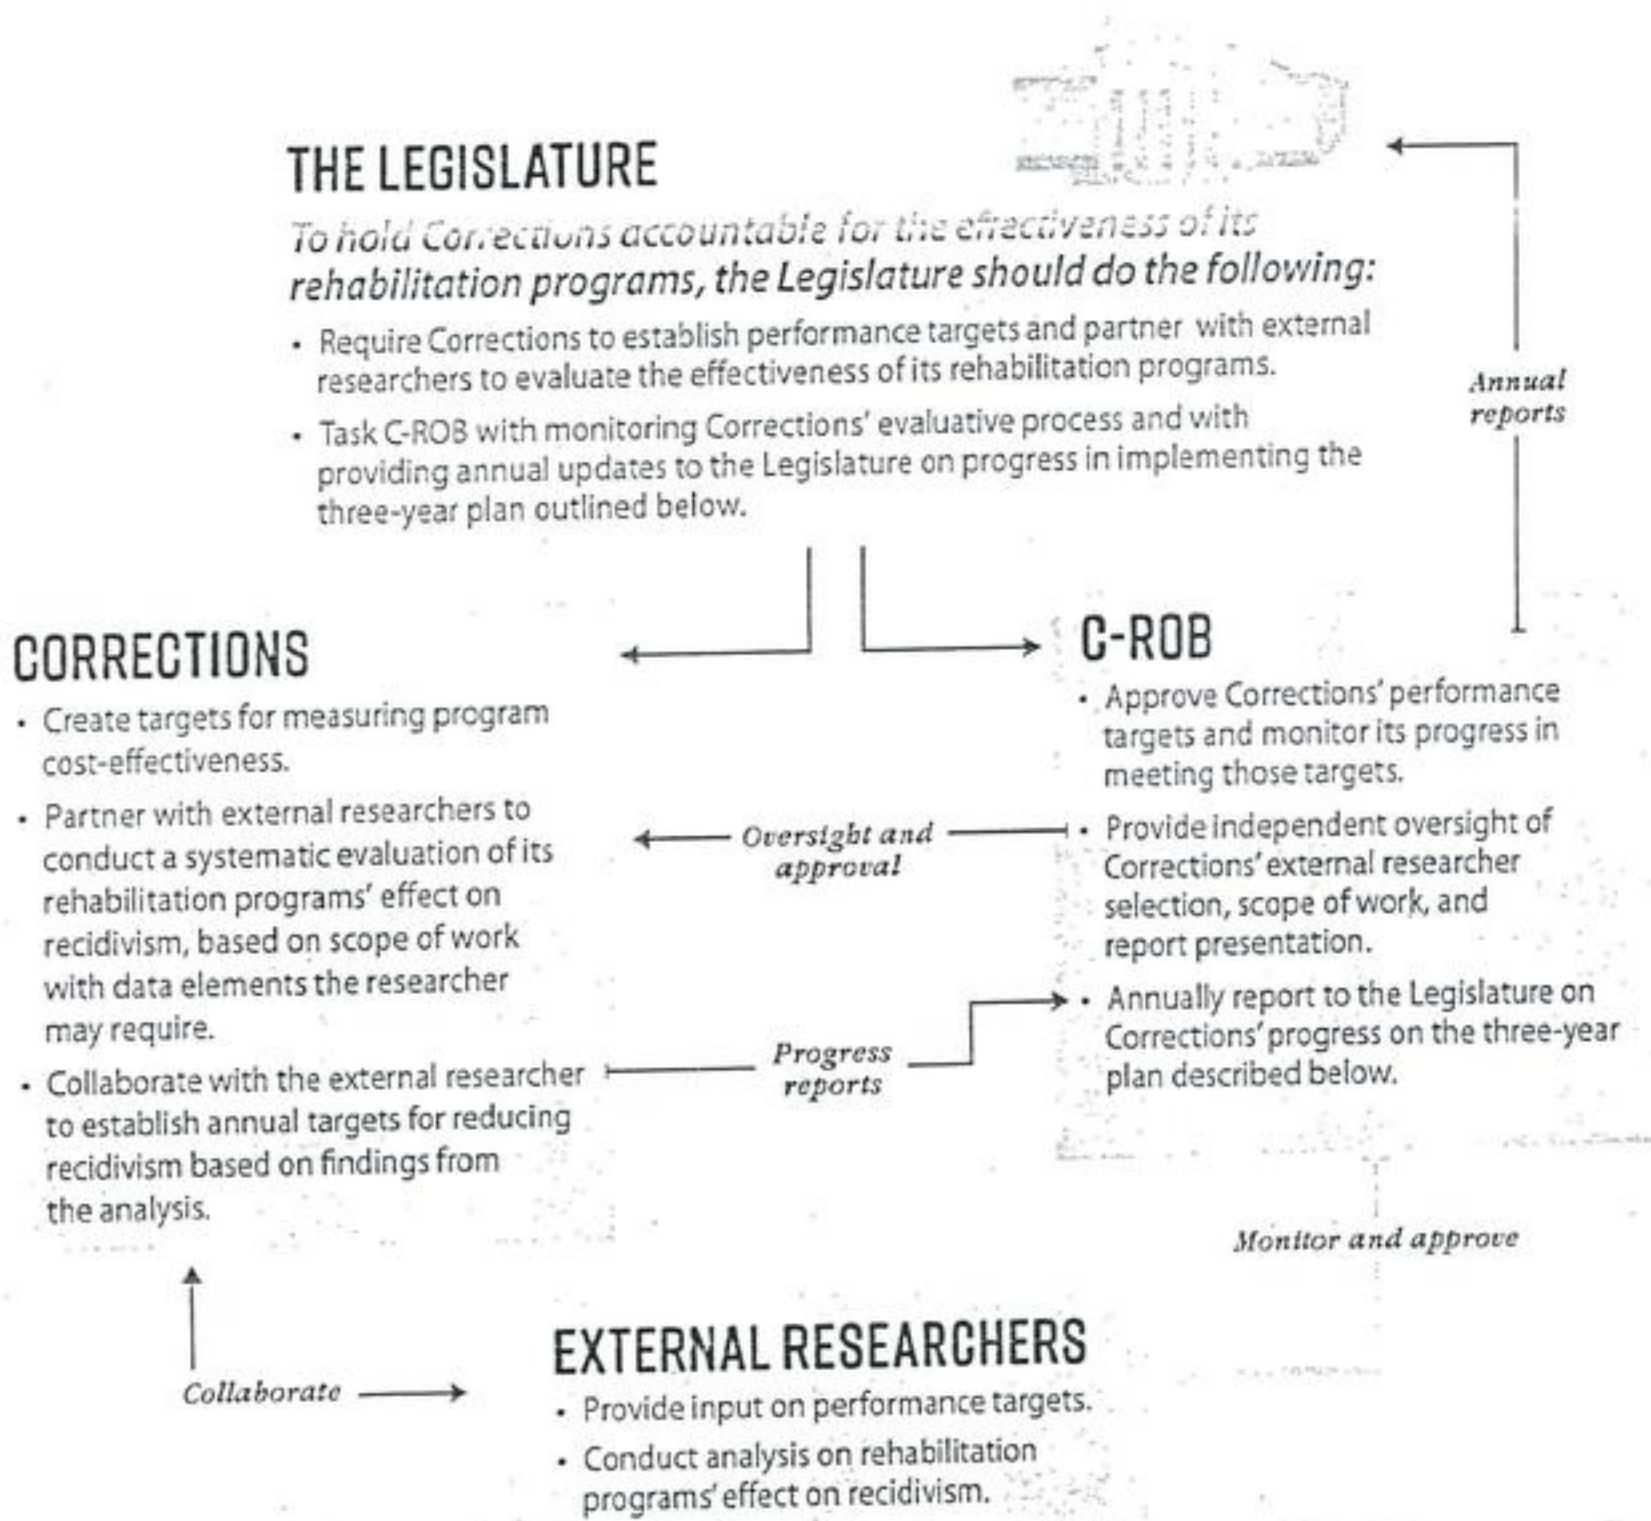 THE LEGISLATURE
To hold Corrections accountable for the effectiveness of its
rehabilitation programs, the Legislature should do the following:
• Require Corrections to establish performance targets and partner with external
researchers to evaluate the effectiveness of its rehabilitation programs.
• Task C-ROB with monitoring Corrections' evaluative process and with
providing annual updates to the Legislature on progress in implementing the
three-year plan outlined below.
Annual
reports
CORRECTIONS
• Create targets for measuring program
cost-effectiveness.
• Partner with external researchers to
conduct a systematic evaluation of its
rehabilitation programs' effect on
recidivism, based on scope of work
with data elements the researcher
may require.
• Collaborate with the external researcher
to establish annual targets for reducing
recidivism based on findings from
the analysis.
Oversight and
approval
Progress
reports
C-ROB
• Approve Corrections' performance
targets and monitor its progress in
meeting those targets.
• Provide independent oversight of
Corrections' external researcher
selection, scope of work, and
report presentation.
• Annually report to the Legislature on
Corrections' progress on the three-year
plan described below.
Monitor and approve
Collaborate
EXTERNAL RESEARCHERS
• Provide input on performance targets.
• Conduct analysis on rehabilitation
programs' effect on recidivism.